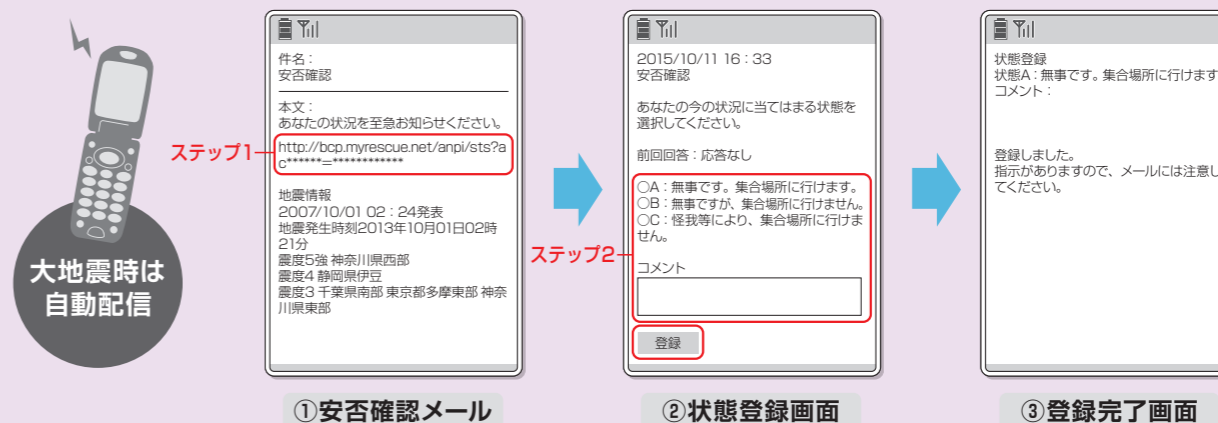 大地震時は
自動配信
件名：
安否確認
本文：
あなたの状況を至急お知らせください。
ステップ1
http://bcp.myrescue.net/anpi/sts?a
c******=************
地震情報
2007/10/01 02：24発表
地震発生時刻2013年10月01日02時
21分
震度5強 神奈川県西部
震度4 静岡県伊豆
震度3 千葉県南部 東京都多摩東部 神奈
川県東部
①安否確認メール
2015/10/11 16：33
安否確認
あなたの今の状況に当てはまる状態を
選択してください。
前回回答：応答なし
○A：無事です。集合場所に行けます。
○B：無事ですが、集合場所に行けません。
○C：怪我等により、集合場所に行けま
せん。
ステップ2
コメント
登録
②状態登録画面
状態登録
状態A：無事です。集合場所に行けます
コメント：
登録しました。
指示がありますので、メールには注意し
てください。
③登録完了画面